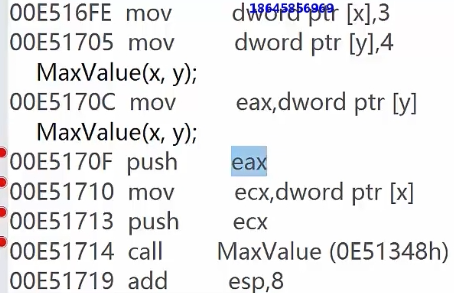 18645856969
00E516FE mov dword ptr [x],3
00E51705 mov dword ptr [y],4
MaxValue(x, y);
00E5170C mov eax,dword ptr [y]
MaxValue(x, y);
00E5170F push eax
00E51710 mov ecx,dword ptr [x]
00E51713 push ecx
00E51714 call MaxValue (0E51348h)
00E51719 add esp,8